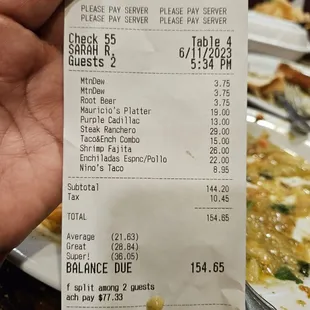 PLEASE PAY SERVER PLEASE PAY SERVER
PLEASE PAY SERVER PLEASE PAY SERVER
Check 55 Table 4
SARAH R. 6/11/2023
Guests 2 5:34 PM
MtnDew 3.75
MtnDew 3.75
Root Beer 3.75
Mauricio's Platter 19.00
Purple Cadillac 13.00
Steak Ranchero 29.00
Taco&Ench Combo 15.00
Shrimp Fajita 26.00
Enchiladas Espnc/Pollo 22.00
Nino's Taco 8.95
Subtotal 144.20
Tax 10.45
TOTAL 154.65
Average (21.63)
Great (28.84)
Super! (36.05)
BALANCE DUE 154.65
f split among 2 guests
ach pay $77.33